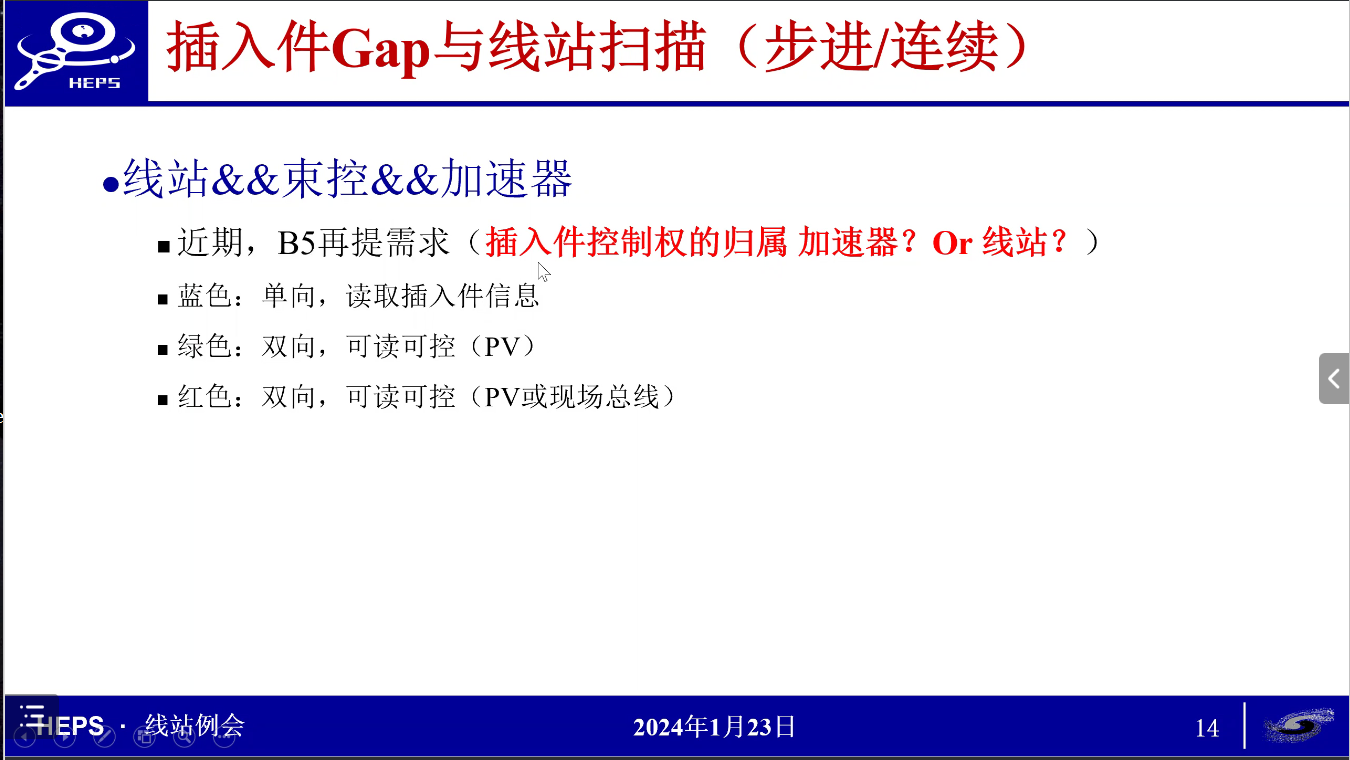 HEPS
插入件Gap与线站扫描（步进/连续）
●线站&&束控&&加速器
■近期，B5再提需求（插入件控制权的归属 加速器？Or 线站？）
■蓝色：单向，读取插入件信息
■绿色：双向，可读可控（PV）
■红色：双向，可读可控（PV或现场总线）
HEPS · 线站例会
2024年1月23日
14